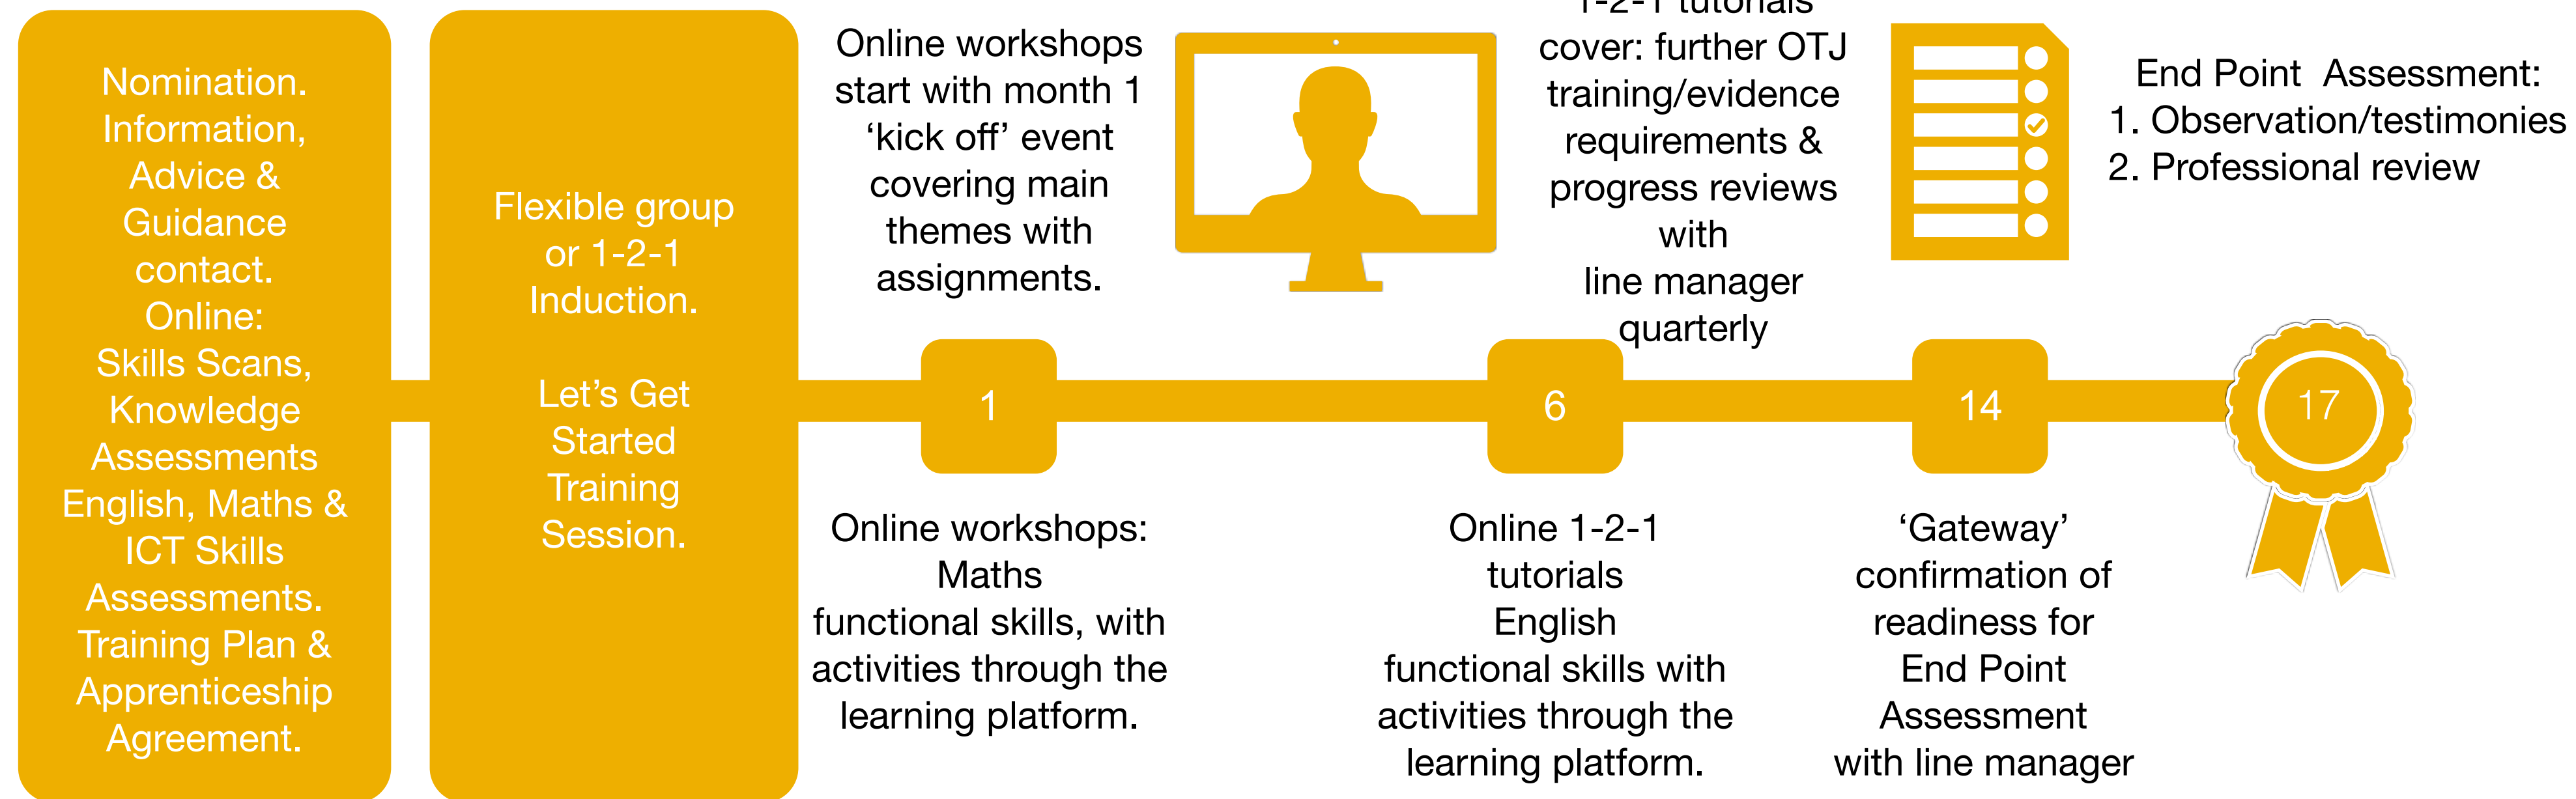 Nomination.
Information,
Advice &
Guidance
contact.
Online:
Skills Scans,
Knowledge
Assessments
English, Maths &
ICT Skills
Assessments.
Training Plan &
Apprenticeship
Agreement.
Flexible group
or 1-2-1
Induction.
Let’s Get
Started
Training
Session.
Online workshops
start with month 1
‘kick off’ event
covering main
themes with
assignments.
1-2-1 tutorials
cover: further OTJ
training/evidence
requirements &
progress reviews
with
line manager
quarterly
End Point  Assessment:
1. Observation/testimonies
2. Professional review
1
6
14
17
Online workshops:
Maths
functional skills, with
activities through the
learning platform.
Online 1-2-1
tutorials
English
functional skills with
activities through the
learning platform.
‘Gateway’
confirmation of
readiness for
End Point
Assessment
with line manager